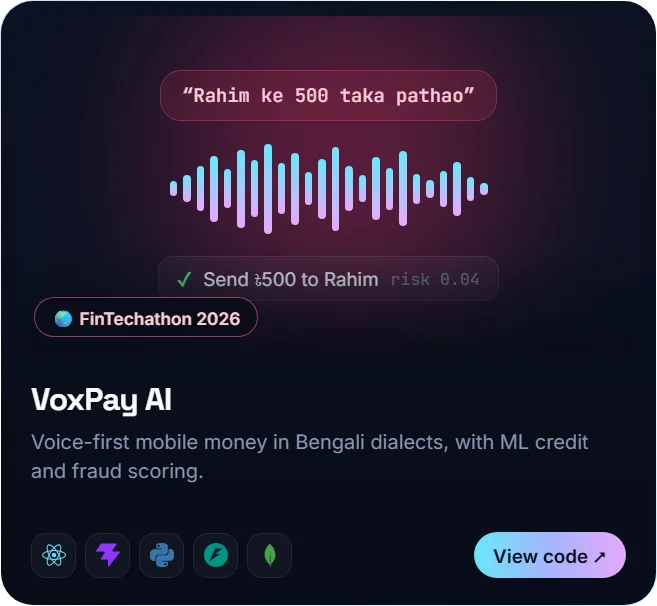 “Rahim ke 500 taka pathao”
✓ Send ৳500 to Rahim risk 0.04
FinTechathon 2026
VoxPay AI
Voice-first mobile money in Bengali dialects, with ML credit
and fraud scoring.
View code ↗